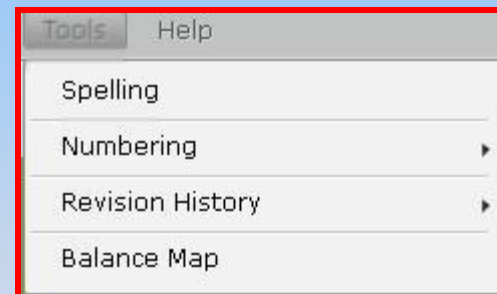 Tools Help
Spelling
Numbering
Revision History
Balance Map